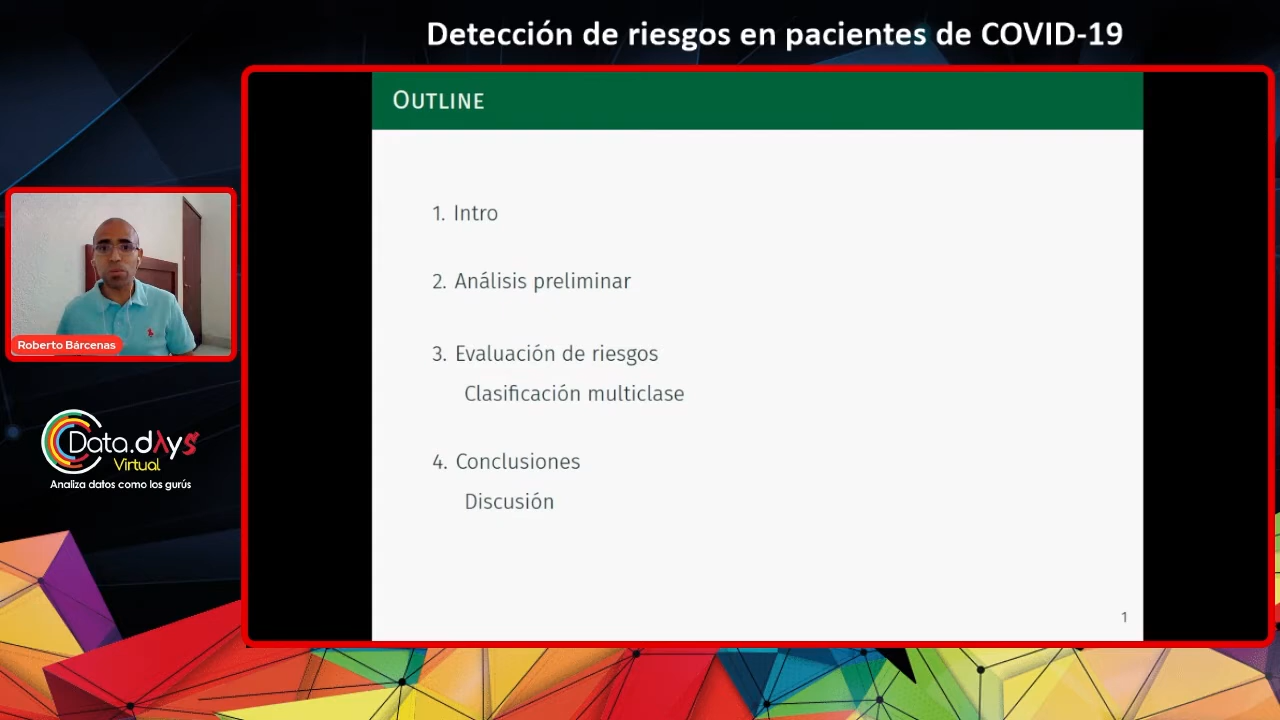 Detección de riesgos en pacientes de COVID-19
OUTLINE
1. Intro
2. Análisis preliminar
3. Evaluación de riesgos
Clasificación multiclase
4. Conclusiones
Discusión
1
Roberto Bárcenas
Data.dλys
Virtual
Analiza datos como los gurús